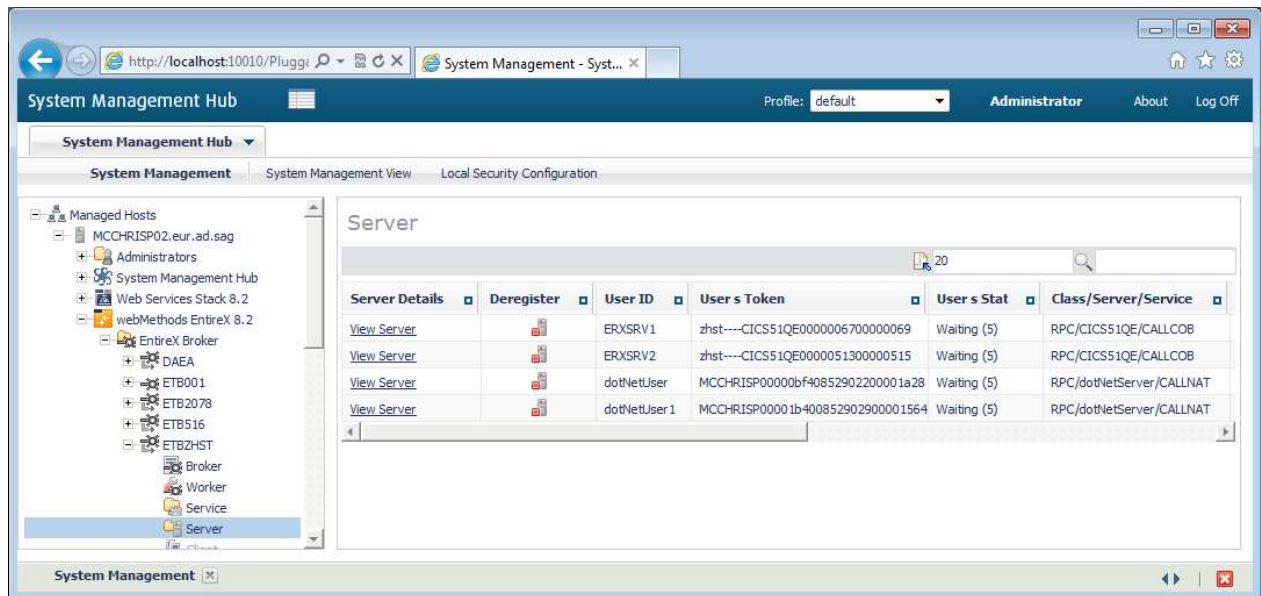 http://localhost:10010/Plugg
System Management - Syst...
System Management Hub
Profile: default
Administrator
About
Log Off
System Management Hub
System Management
System Management View
Local Security Configuration
Managed Hosts
MCCHRISP02.eur.ad.sag
Administrators
System Management Hub
Web Services Stack 8.2
webMethods EntireX 8.2
EntireX Broker
DAEA
ETB001
ETB2078
ETB516
ETBZHST
Broker
Worker
Service
Server
Server
20
Server Details Deregister User ID User s Token User s Stat Class/Server/Service
View Server ERXSRV1 zhst----CICS51QE0000006700000069 Waiting (5) RPC/CICS51QE/CALLCOB
View Server ERXSRV2 zhst----CICS51QE0000051300000515 Waiting (5) RPC/CICS51QE/CALLCOB
View Server dotNetUser MCCHRISP00000bf40852902200001a28 Waiting (5) RPC/dotNetServer/CALLNAT
View Server dotNetUser1 MCCHRISP00001b400852902900001564 Waiting (5) RPC/dotNetServer/CALLNAT
System Management